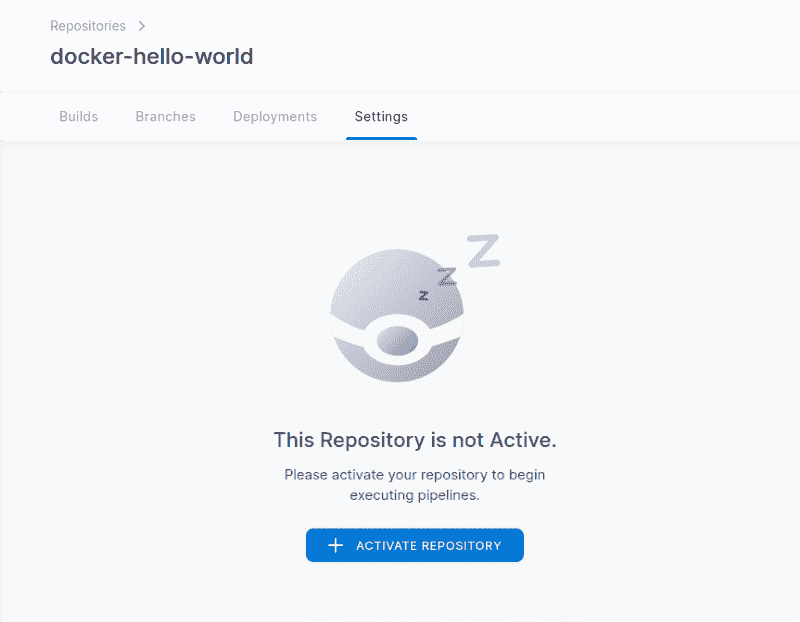 Repositories
docker-hello-world
Builds Branches Deployments Settings
z z Z
This Repository is not Active.
Please activate your repository to begin
executing pipelines.
ACTIVATE REPOSITORY